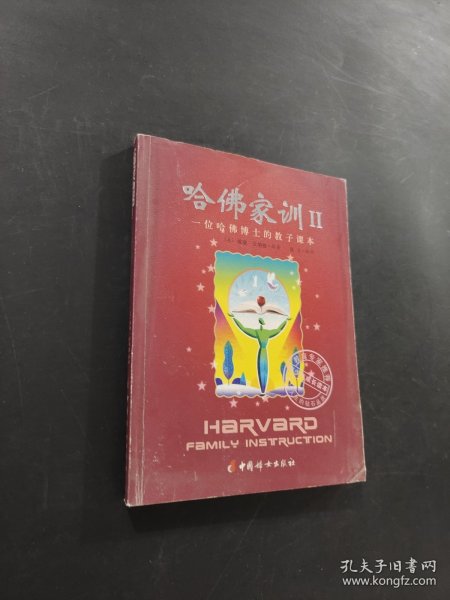 哈佛家训II
一位哈佛博士的教子课本
HARVARD
FAMILY INSTRUCTION
中国妇女出版社
孔夫子旧书网
www.kongfz.com